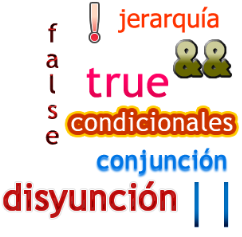 false
!
jerarquía
&&
true
condicionales
conjunción
disyunción
||